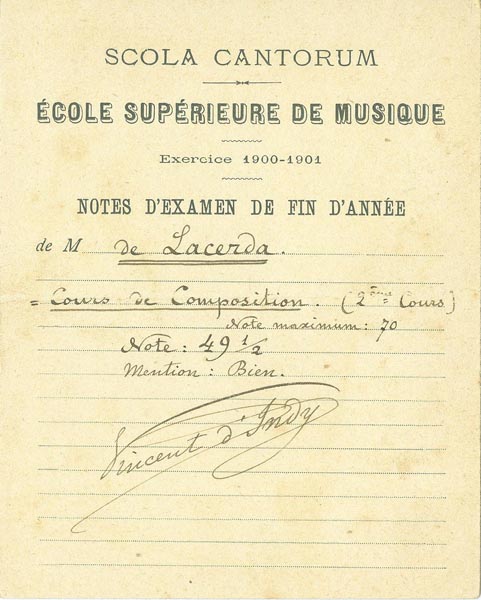 SCOLA CANTORUM
ÉCOLE SUPÉRIEURE DE MUSIQUE
Exercice 1900-1901
NOTES D'EXAMEN DE FIN D'ANNÉE
de M de Lacerda.
= Cours de Composition. (2ème Cours)
Note maximum: 70
Note: 49 1/2
Mention: Bien.
Vincent d'Indy